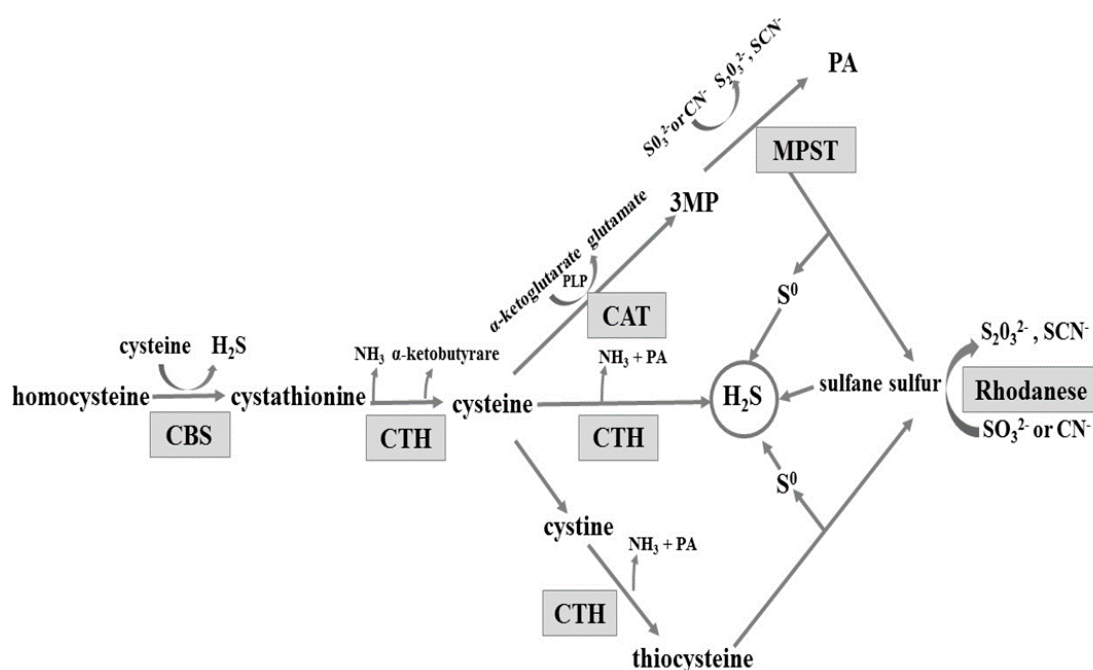 SO₃²⁻ or CN⁻ S₂0₃²⁻, SCN⁻
PA
MPST
3MP
α-ketoglutarate glutamate
PLP
CAT
S⁰
cysteine H₂S
NH₃ α-ketobutyrare
NH₃ + PA
S₂0₃²⁻ , SCN⁻
homocysteine cystathionine cysteine H₂S sulfane sulfur Rhodanese
CBS CTH CTH
SO₃²⁻ or CN⁻
S⁰
cystine
NH₃ + PA
CTH
thiocysteine